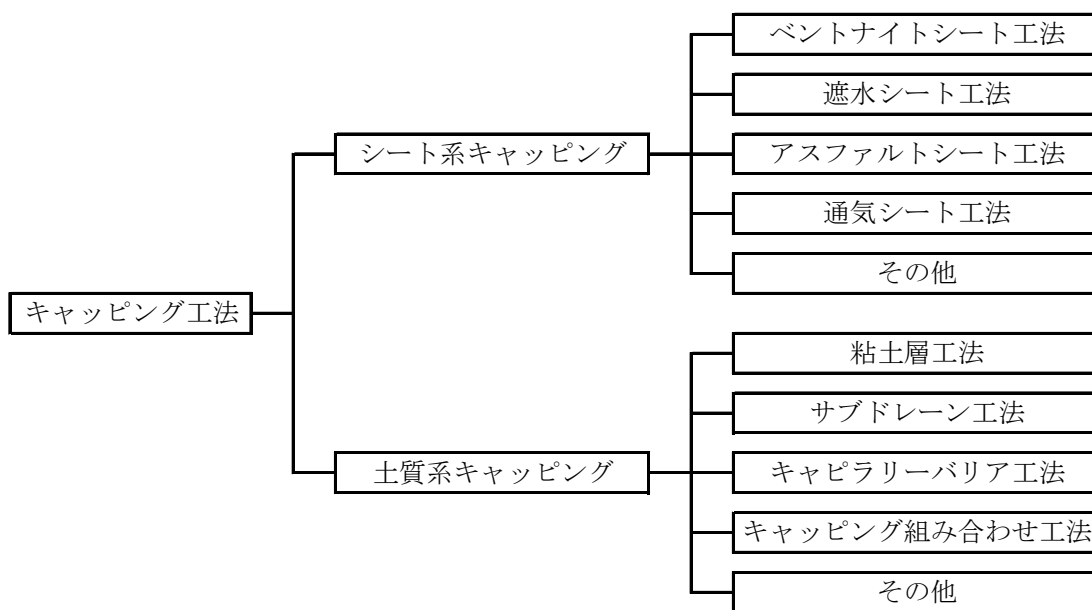 キャッピング工法
シート系キャッピング
ベントナイトシート工法
遮水シート工法
アスファルトシート工法
通気シート工法
その他
土質系キャッピング
粘土層工法
サブドレーン工法
キャピラリーバリア工法
キャッピング組み合わせ工法
その他